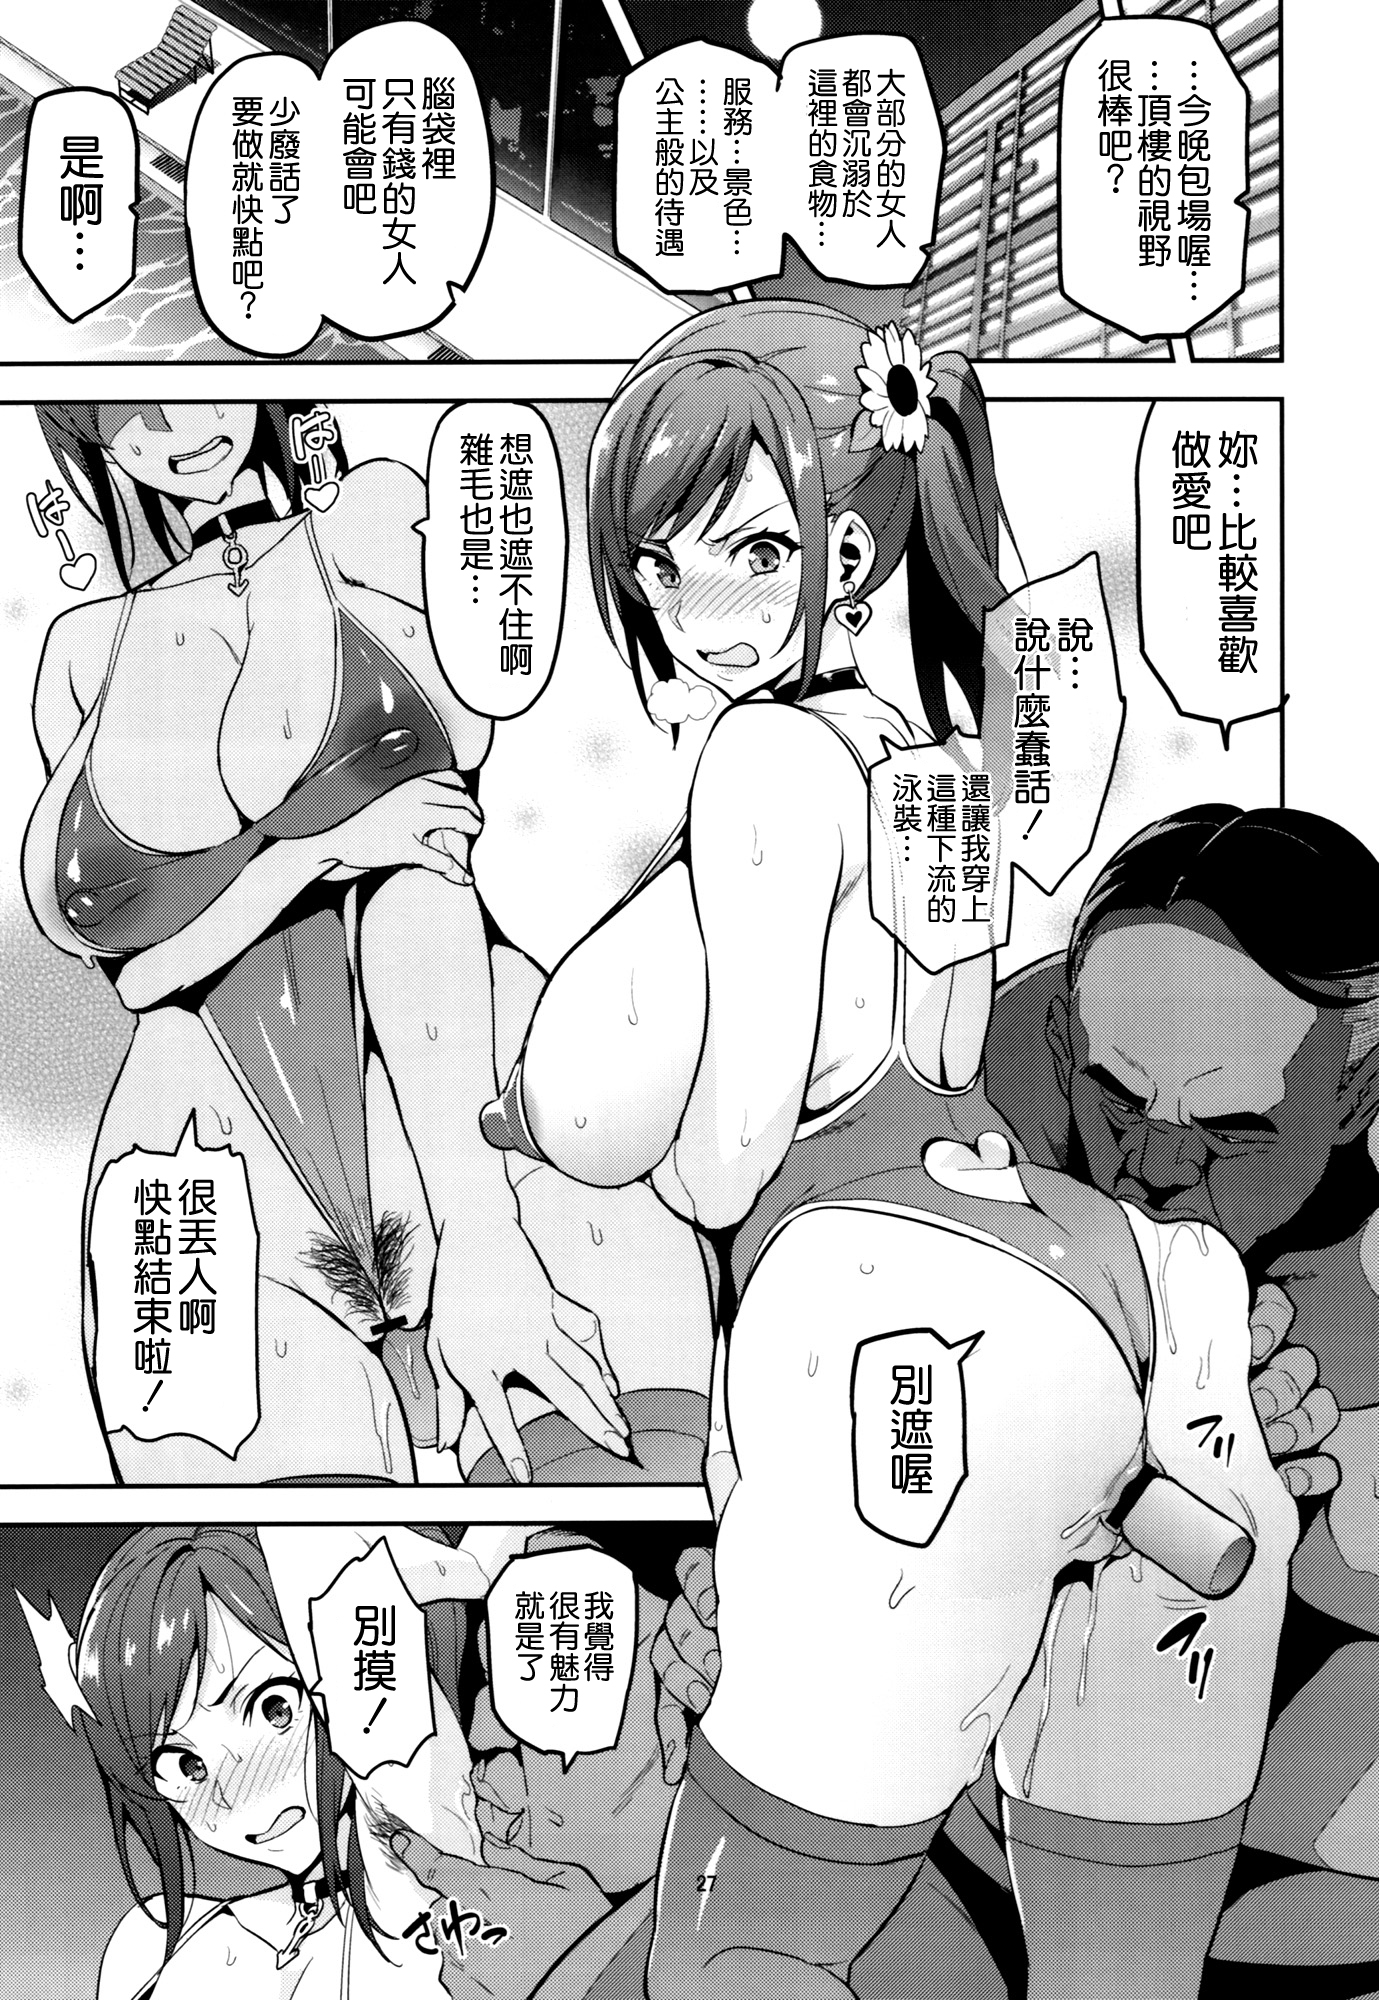 …今晚包場喔…
…頂樓的視野
很棒吧？
大部分的女人
都會沉溺於
這裡的食物…
服務…景色…
……以及
公主般的待遇
腦袋裡
只有錢的女人
可能會吧
少廢話了
要做就快點吧？
是啊…
妳…比較喜歡
做愛吧
說…
說什麼蠢話！
還讓我穿上
這種下流的
泳裝…
想遮也遮不住啊
雜毛也是…
はーっ♡
はーっ♡
很丟人啊
快點結束啦！
別遮喔
我覺得
很有魅力
就是了
別摸！
さわっ
27